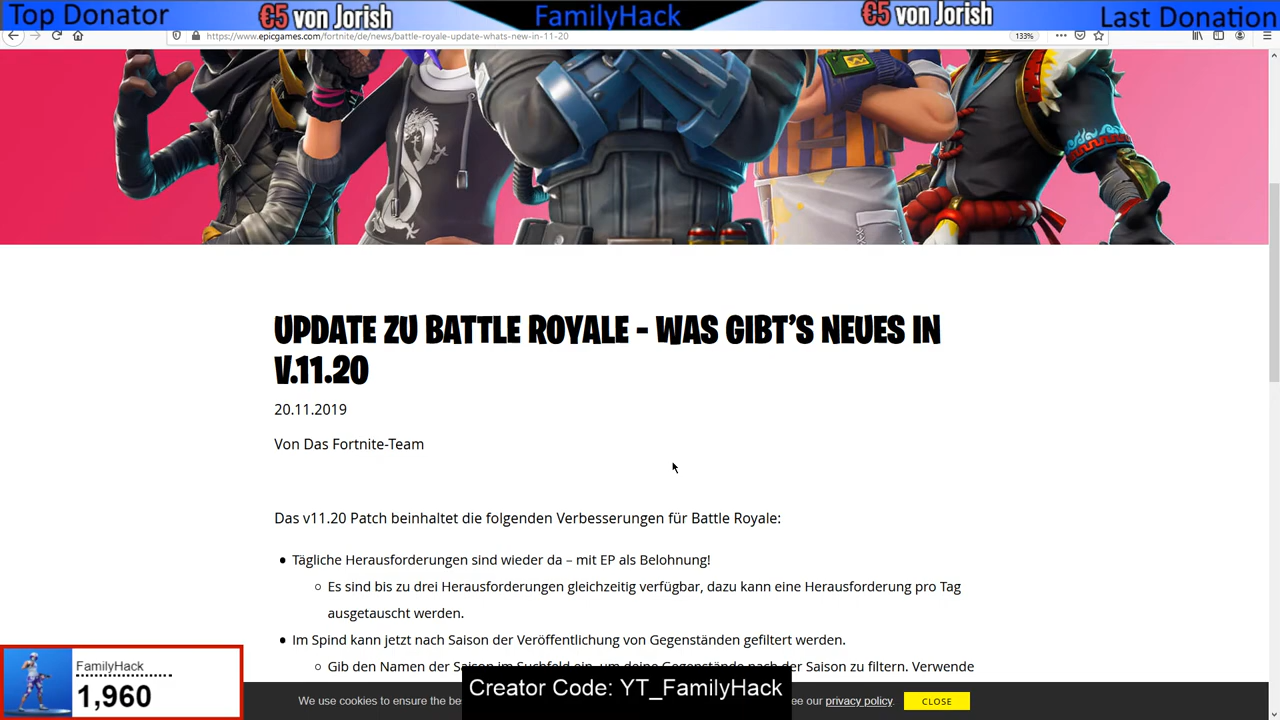 Top Donator
€5 von Jorish
FamilyHack
€5 von Jorish
Last Donation
https://www.epicgames.com/fortnite/de/news/battle-royale-update-whats-new-in-11-20
133%
UPDATE ZU BATTLE ROYALE – WAS GIBT'S NEUES IN
V.11.20
20.11.2019
Von Das Fortnite-Team
Das v11.20 Patch beinhaltet die folgenden Verbesserungen für Battle Royale:
Tägliche Herausforderungen sind wieder da – mit EP als Belohnung!
Es sind bis zu drei Herausforderungen gleichzeitig verfügbar, dazu kann eine Herausforderung pro Tag
ausgetauscht werden.
Im Spind kann jetzt nach Saison der Veröffentlichung von Gegenständen gefiltert werden.
Gib den Namen der Saison im Suchfeld ein, um deine Gegenstände nach der Saison zu filtern. Verwende
FamilyHack
1,960
We use cookies to ensure the be
Creator Code: YT_FamilyHack
ee our privacy policy.
CLOSE